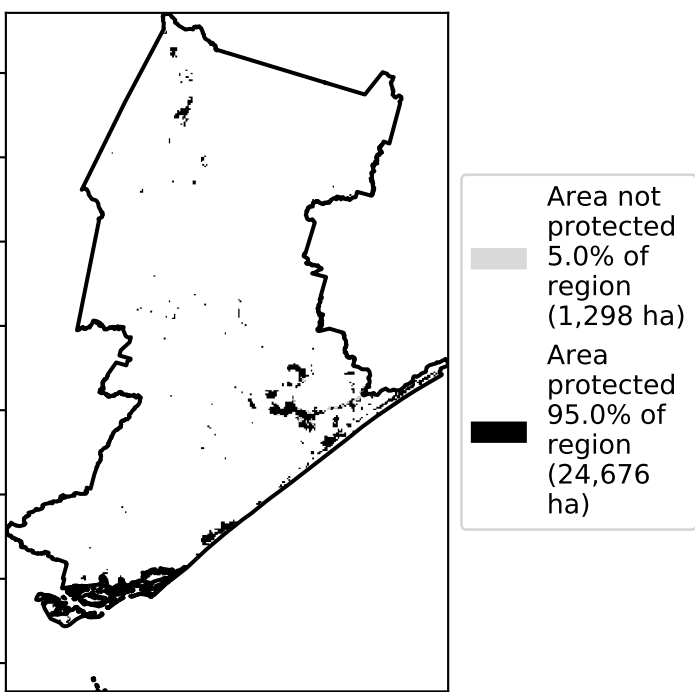 Area not
protected
5.0% of
region
(1,298 ha)
Area
protected
95.0% of
region
(24,676
ha)